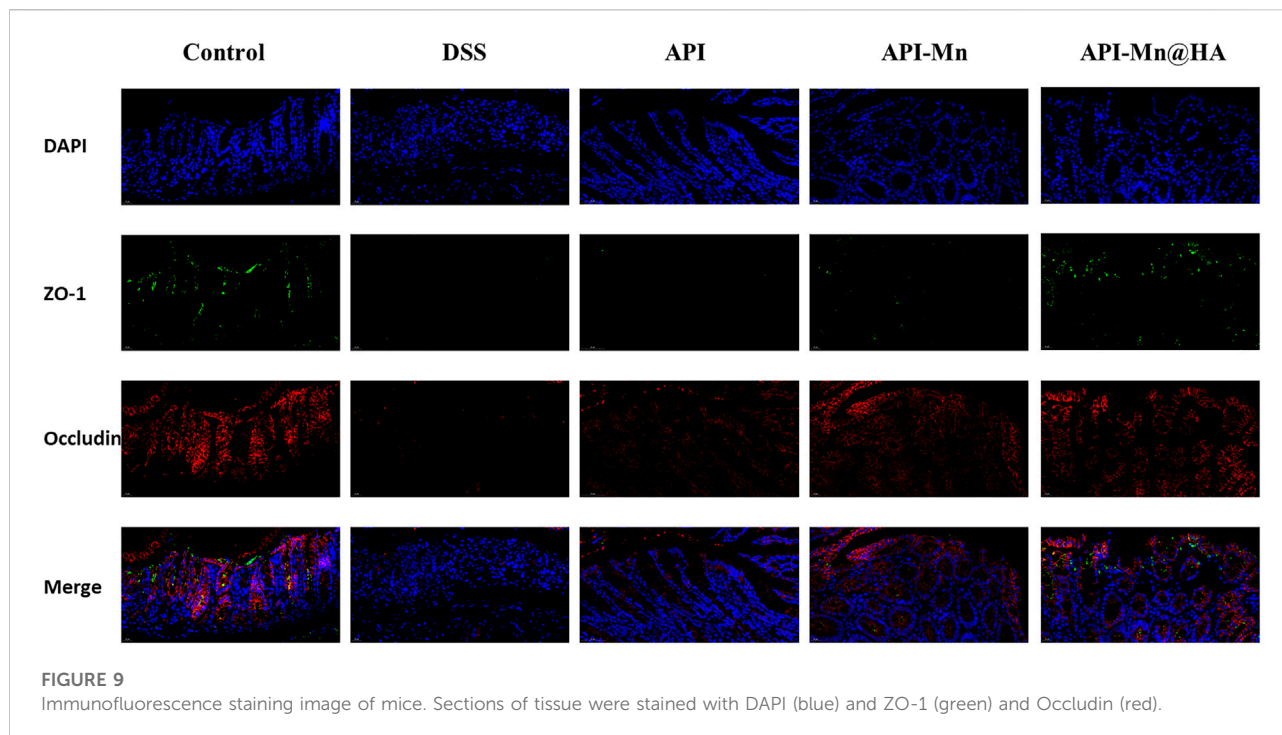 Control DSS API API-Mn API-Mn@HA
DAPI
ZO-1
Occludin
Merge
FIGURE 9
Immunofluorescence staining image of mice. Sections of tissue were stained with DAPI (blue) and ZO-1 (green) and Occludin (red).